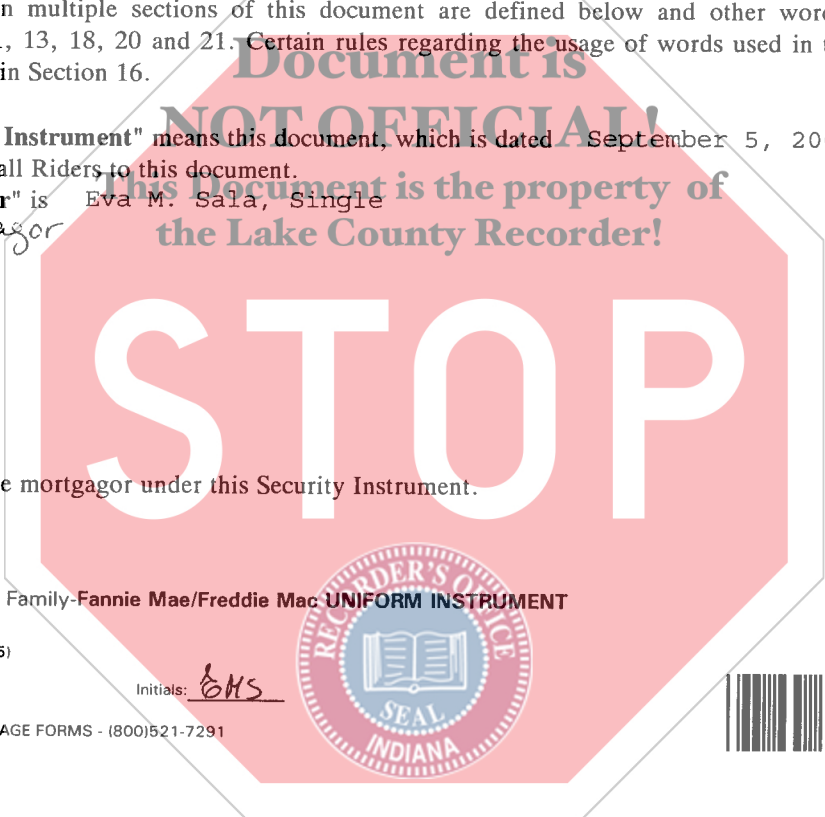 n multiple sections of this document are defined below and other word
, 13, 18, 20 and 21. Certain rules regarding the usage of words used in t
in Section 16.
Document is
NOT OFFICIAL!
Instrument" means this document, which is dated September 5, 20
all Riders to this document.
This Document is the property of
r" is Eva M. Sala, Single
the Lake County Recorder!
agor
STOP
e mortgagor under this Security Instrument.
RECORDER'S OFFICE
Family-Fannie Mae/Freddie Mac UNIFORM INSTRUMENT
5)
Initials: EMS
SEAL
AGE FORMS - (800)521-7291
INDIANA